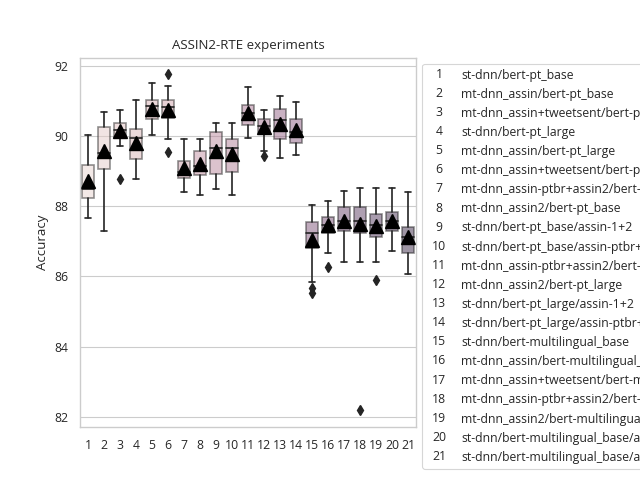 ASSIN2-RTE experiments
Accuracy
92
90
88
86
84
82
1 2 3 4 5 6 7 8 9 10 11 12 13 14 15 16 17 18 19 20 21
1 st-dnn/bert-pt_base
2 mt-dnn_assin/bert-pt_base
3 mt-dnn_assin+tweetsent/bert-p
4 st-dnn/bert-pt_large
5 mt-dnn_assin/bert-pt_large
6 mt-dnn_assin+tweetsent/bert-p
7 mt-dnn_assin-ptbr+assin2/bert-
8 mt-dnn_assin2/bert-pt_base
9 st-dnn/bert-pt_base/assin-1+2
10 st-dnn/bert-pt_base/assin-ptbr+
11 mt-dnn_assin-ptbr+assin2/bert-
12 mt-dnn_assin2/bert-pt_large
13 st-dnn/bert-pt_large/assin-1+2
14 st-dnn/bert-pt_large/assin-ptbr+
15 st-dnn/bert-multilingual_base
16 mt-dnn_assin/bert-multilingual_
17 mt-dnn_assin+tweetsent/bert-m
18 mt-dnn_assin-ptbr+assin2/bert-
19 mt-dnn_assin2/bert-multilingua
20 st-dnn/bert-multilingual_base/a
21 st-dnn/bert-multilingual_base/a